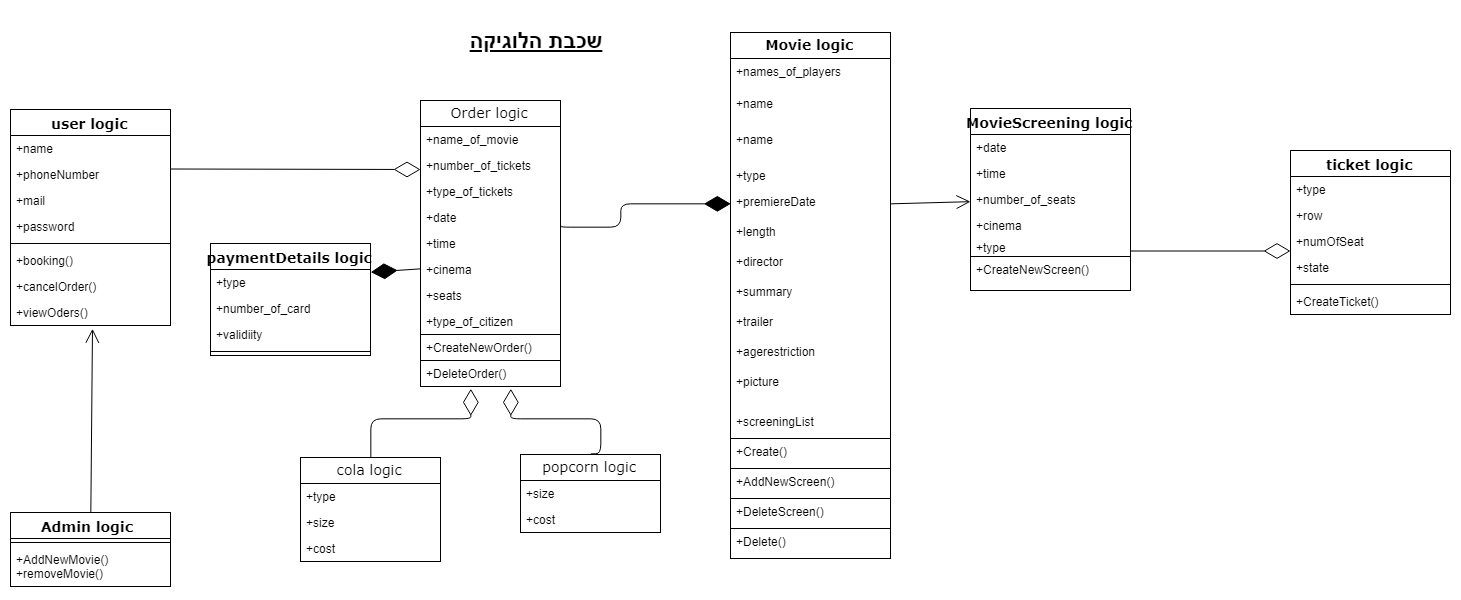 שכבת הלוגיקה
user logic
+name
+phoneNumber
+mail
+password
+booking()
+cancelOrder()
+viewOders()
paymentDetails logic
+type
+number_of_card
+validiity
Admin logic
+AddNewMovie()
+removeMovie()
Order logic
+name_of_movie
+number_of_tickets
+type_of_tickets
+date
+time
+cinema
+seats
+type_of_citizen
+CreateNewOrder()
+DeleteOrder()
cola logic
+type
+size
+cost
popcorn logic
+size
+cost
Movie logic
+names_of_players
+name
+name
+type
+premiereDate
+length
+director
+summary
+trailer
+agerestriction
+picture
+screeningList
+Create()
+AddNewScreen()
+DeleteScreen()
+Delete()
MovieScreening logic
+date
+time
+number_of_seats
+cinema
+type
+CreateNewScreen()
ticket logic
+type
+row
+numOfSeat
+state
+CreateTicket()